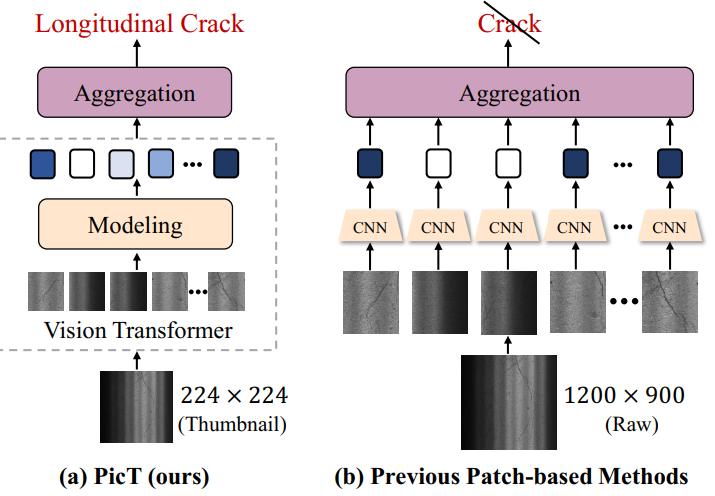 Longitudinal Crack
Aggregation
Modeling
Vision Transformer
224 × 224
(Thumbnail)
(a) PicT (ours)
Crack
Aggregation
CNN CNN CNN CNN CNN
1200 × 900
(Raw)
(b) Previous Patch-based Methods